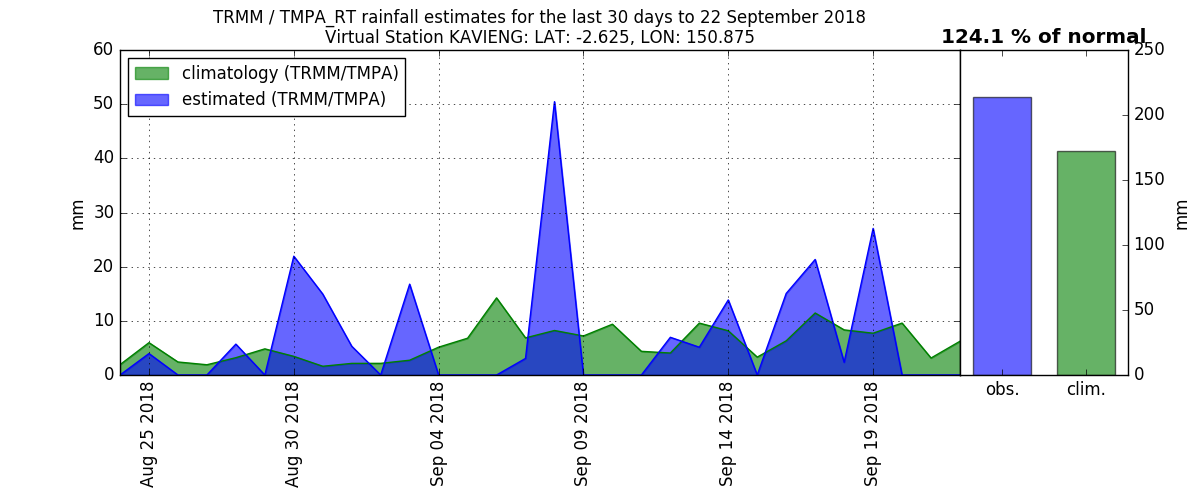 TRMM / TMPA_RT rainfall estimates for the last 30 days to 22 September 2018
Virtual Station KAVIENG: LAT: -2.625, LON: 150.875
124.1 % of normal
climatology (TRMM/TMPA)
estimated (TRMM/TMPA)
60
50
40
30
20
10
0
mm
Aug 25 2018
Aug 30 2018
Sep 04 2018
Sep 09 2018
Sep 14 2018
Sep 19 2018
250
200
150
100
50
0
mm
obs.
clim.